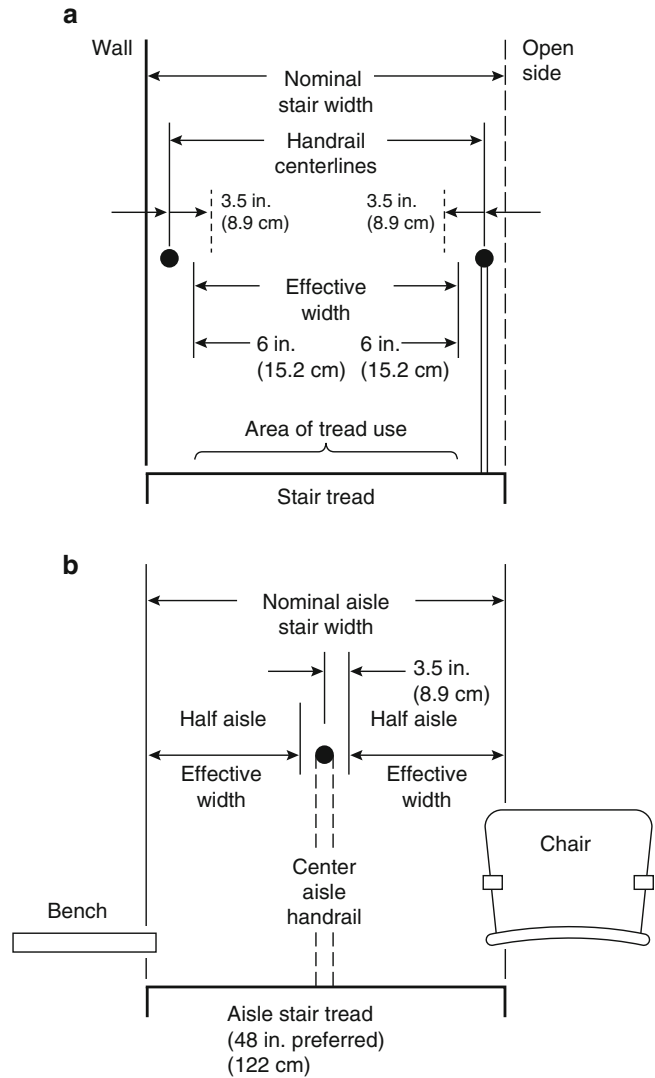 a
Wall
Open
side
Nominal
stair width
Handrail
centerlines
3.5 in.
(8.9 cm)
3.5 in.
(8.9 cm)
Effective
width
6 in.
(15.2 cm)
6 in.
(15.2 cm)
Area of tread use
Stair tread
b
Nominal aisle
stair width
3.5 in.
(8.9 cm)
Half aisle
Half aisle
Effective
width
Effective
width
Chair
Center
aisle
handrail
Bench
Aisle stair tread
(48 in. preferred)
(122 cm)